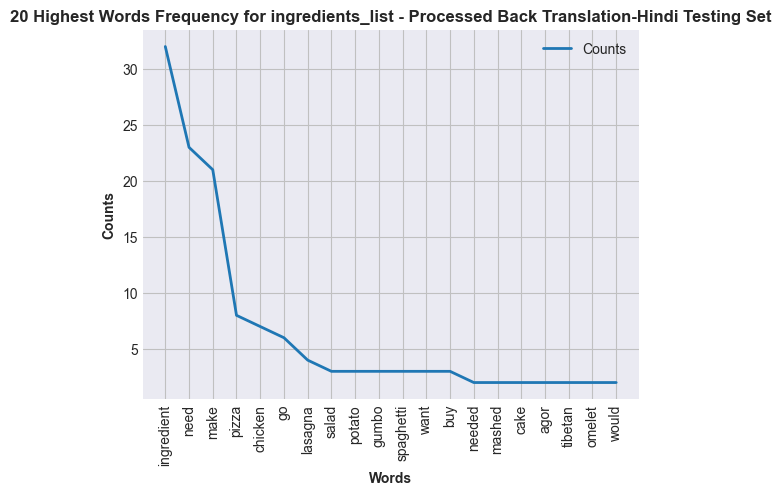 20 Highest Words Frequency for ingredients_list - Processed Back Translation-Hindi Testing Set
Counts
30
25
20
15
10
5
Counts
ingredient
need
make
pizza
chicken
go
lasagna
salad
potato
gumbo
spaghetti
want
buy
needed
mashed
cake
agor
tibetan
omelet
would
Words